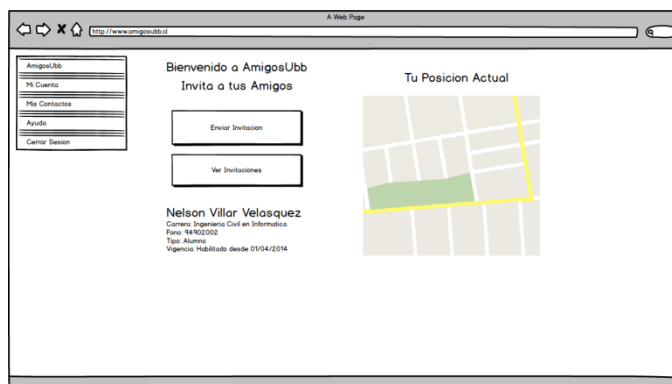 A Web Page
http://www.amigosubb.cl
AmigosUbb
Mi Cuenta
Mis Contactos
Ayuda
Cerrar Sesion
Bienvenido a AmigosUbb
Invita a tus Amigos
Enviar Invitacion
Ver Invitaciones
Nelson Villar Velasquez
Carrera: Ingenieria Civil en Informatica
Fono: 94902002
Tipo: Alumno
Vigencia: Habilitado desde 01/04/2014
Tu Posicion Actual